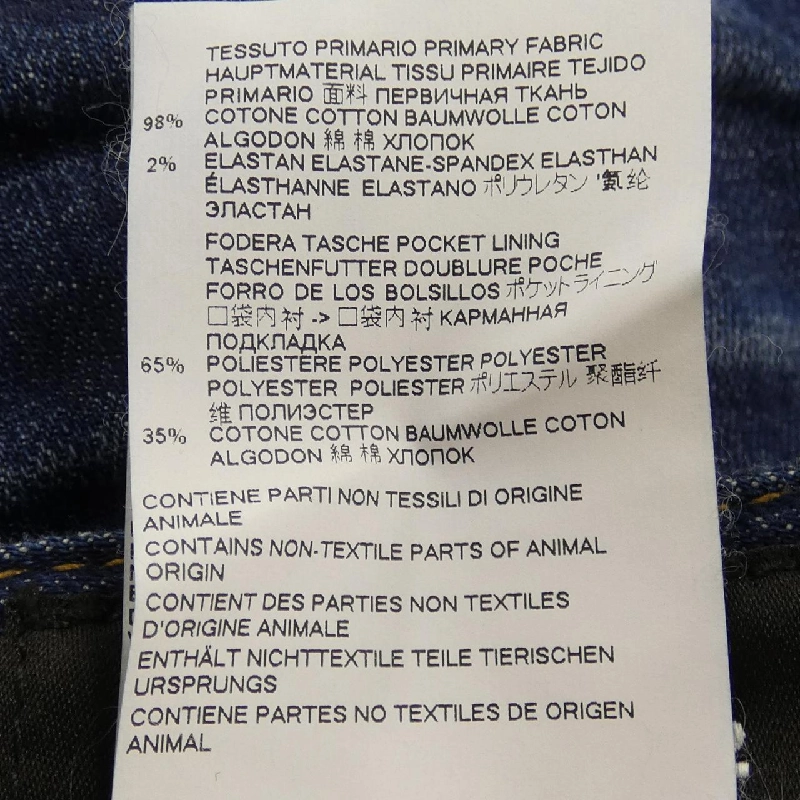 TESSUTO PRIMARIO PRIMARY FABRIC
HAUPTMATERIAL TISSU PRIMAIRE TEJIDO
PRIMARIO 面料 ПЕРВИЧНАЯ ТКАНЬ
98% COTONE COTTON BAUMWOLLE COTON
ALGODON 綿 棉 ХЛОПОК
2% ELASTAN ELASTANE-SPANDEX ELASTHAN
ÉLASTHANNE ELASTANO ポリウレタン '氨纶
ЭЛАСТАН
FODERA TASCHE POCKET LINING
TASCHENFUTTER DOUBLURE POCHE
FORRO DE LOS BOLSILLOS ポケットライニング
口袋内衬 -> 口袋内衬 КАРМАННАЯ
ПОДКЛАДКА
65% POLIESTERE POLYESTER POLYESTER
POLYESTER POLIESTER ポリエステル 聚酯纤
维 ПОЛИЭСТЕР
35% COTONE COTTON BAUMWOLLE COTON
ALGODON 綿 棉 ХЛОПОК
CONTIENE PARTI NON TESSILI DI ORIGINE
ANIMALE
CONTAINS NON-TEXTILE PARTS OF ANIMAL
ORIGIN
CONTIENT DES PARTIES NON TEXTILES
D'ORIGINE ANIMALE
ENTHÄLT NICHTTEXTILE TEILE TIERISCHEN
URSPRUNGS
CONTIENE PARTES NO TEXTILES DE ORIGEN
ANIMAL